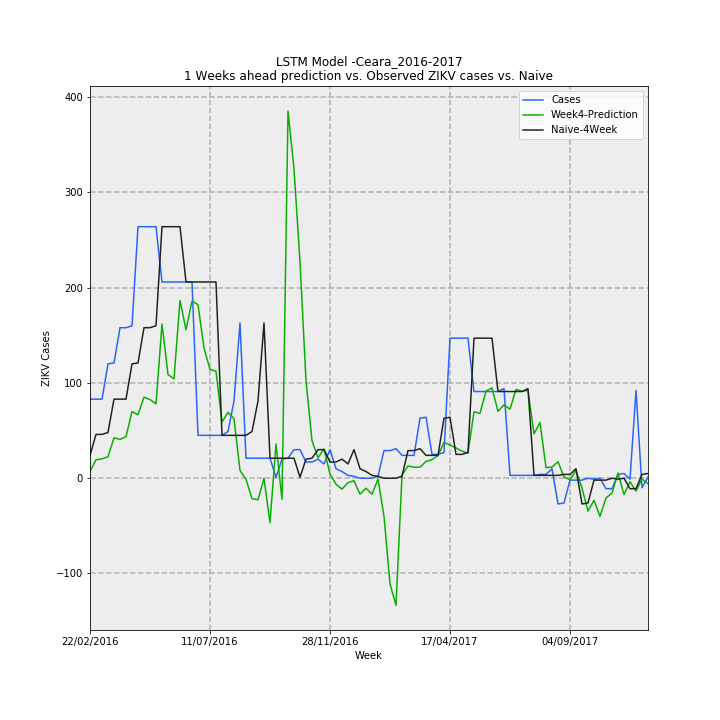 LSTM Model -Ceara_2016-2017
1 Weeks ahead prediction vs. Observed ZIKV cases vs. Naive
Cases
Week4-Prediction
Naive-4Week
400
300
200
100
0
−100
ZIKV Cases
22/02/2016
11/07/2016
28/11/2016
17/04/2017
04/09/2017
Week